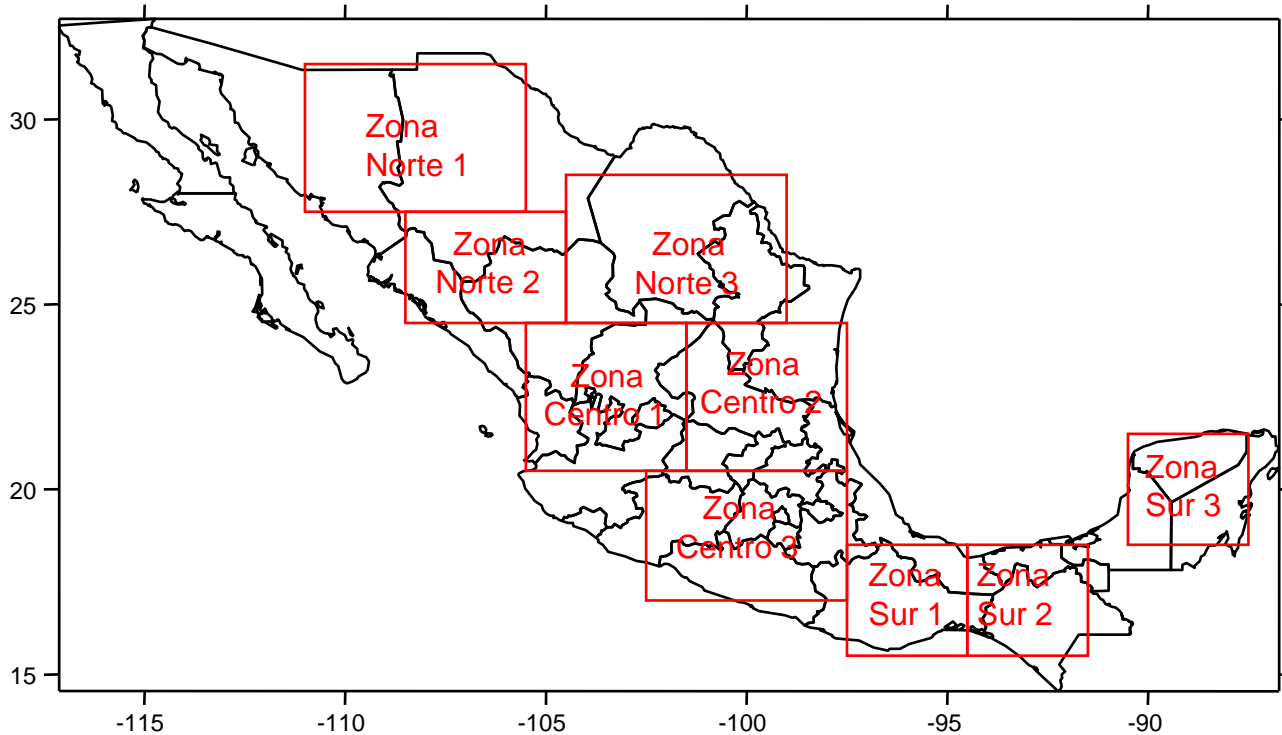 30
25
20
15
Zona
Norte 1
Zona
Norte 2
Zona
Norte 3
Zona
Centro 1
Zona
Centro 2
Zona
Centro 3
Zona
Sur 1
Zona
Sur 2
Zona
Sur 3
-115
-110
-105
-100
-95
-90